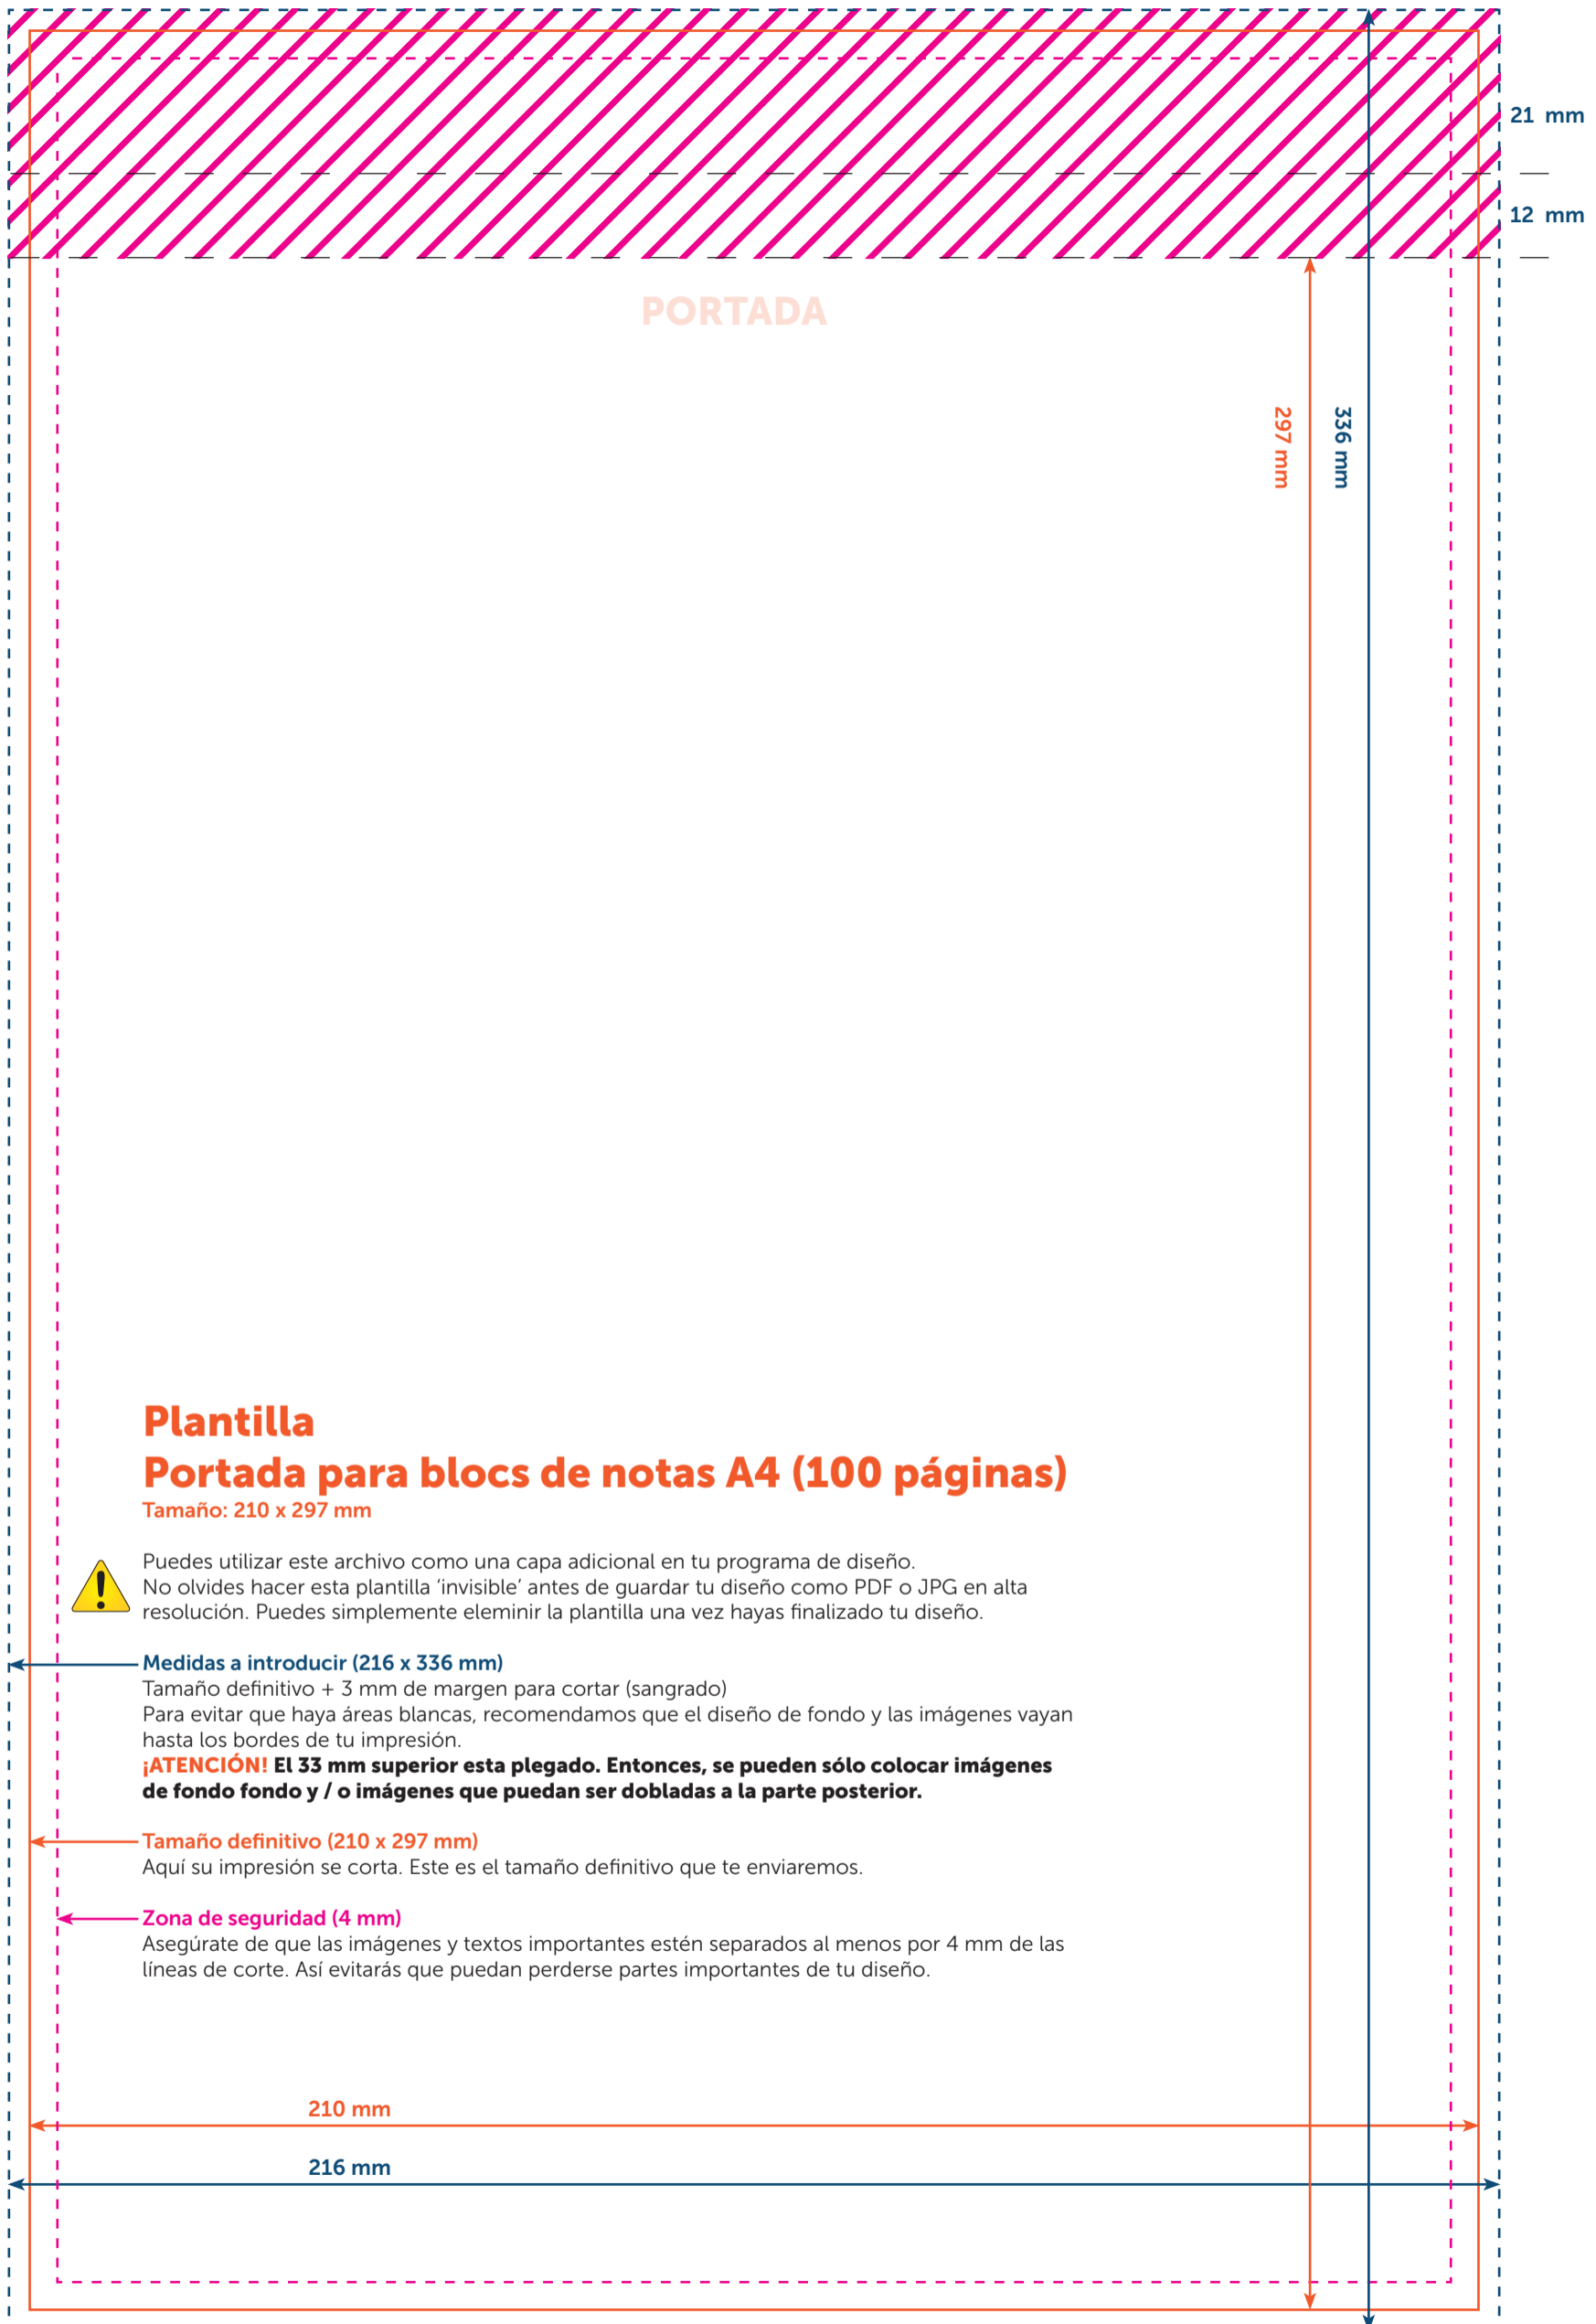 21 mm
12 mm
PORTADA
297 mm
336 mm
Plantilla
Portada para blocs de notas A4 (100 páginas)
Tamaño: 210 x 297 mm
Puedes utilizar este archivo como una capa adicional en tu programa de diseño.
No olvides hacer esta plantilla ‘invisible’ antes de guardar tu diseño como PDF o JPG en alta
resolución. Puedes simplemente eleminir la plantilla una vez hayas finalizado tu diseño.
Medidas a introducir (216 x 336 mm)
Tamaño definitivo + 3 mm de margen para cortar (sangrado)
Para evitar que haya áreas blancas, recomendamos que el diseño de fondo y las imágenes vayan
hasta los bordes de tu impresión.
¡ATENCIÓN! El 33 mm superior esta plegado. Entonces, se pueden sólo colocar imágenes
de fondo fondo y / o imágenes que puedan ser dobladas a la parte posterior.
Tamaño definitivo (210 x 297 mm)
Aquí su impresión se corta. Este es el tamaño definitivo que te enviaremos.
Zona de seguridad (4 mm)
Asegúrate de que las imágenes y textos importantes estén separados al menos por 4 mm de las
líneas de corte. Así evitarás que puedan perderse partes importantes de tu diseño.
210 mm
216 mm